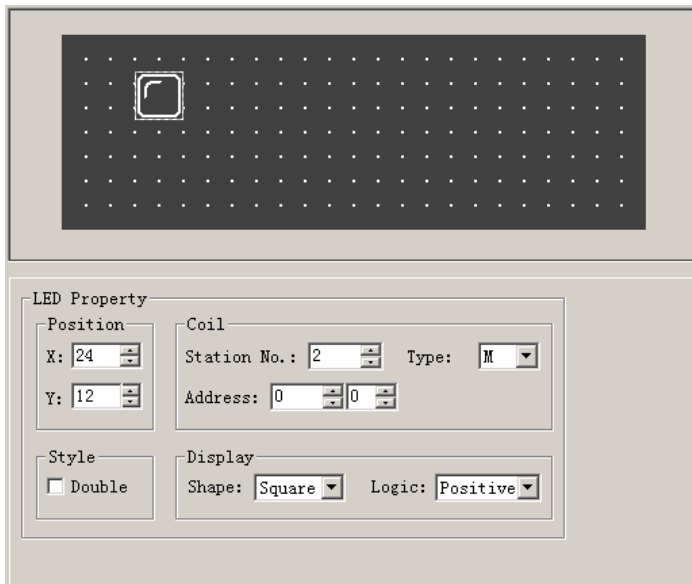 LED Property
Position
X: 24
Y: 12
Coil
Station No.: 2 Type: M
Address: 0 0
Style
Double
Display
Shape: Square Logic: Positive